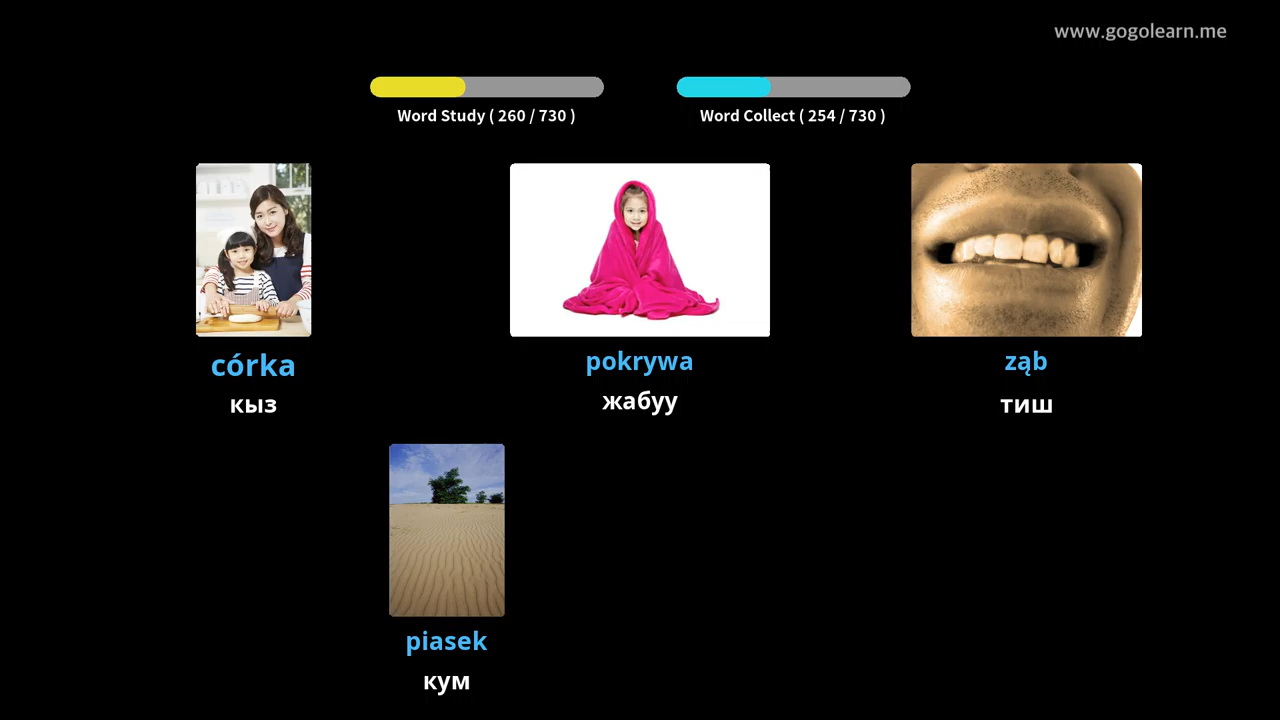 www.gogolearn.me
Word Study ( 260 / 730 )
Word Collect ( 254 / 730 )
córka
кыз
pokrywa
жабуу
ząb
тиш
piasek
кум